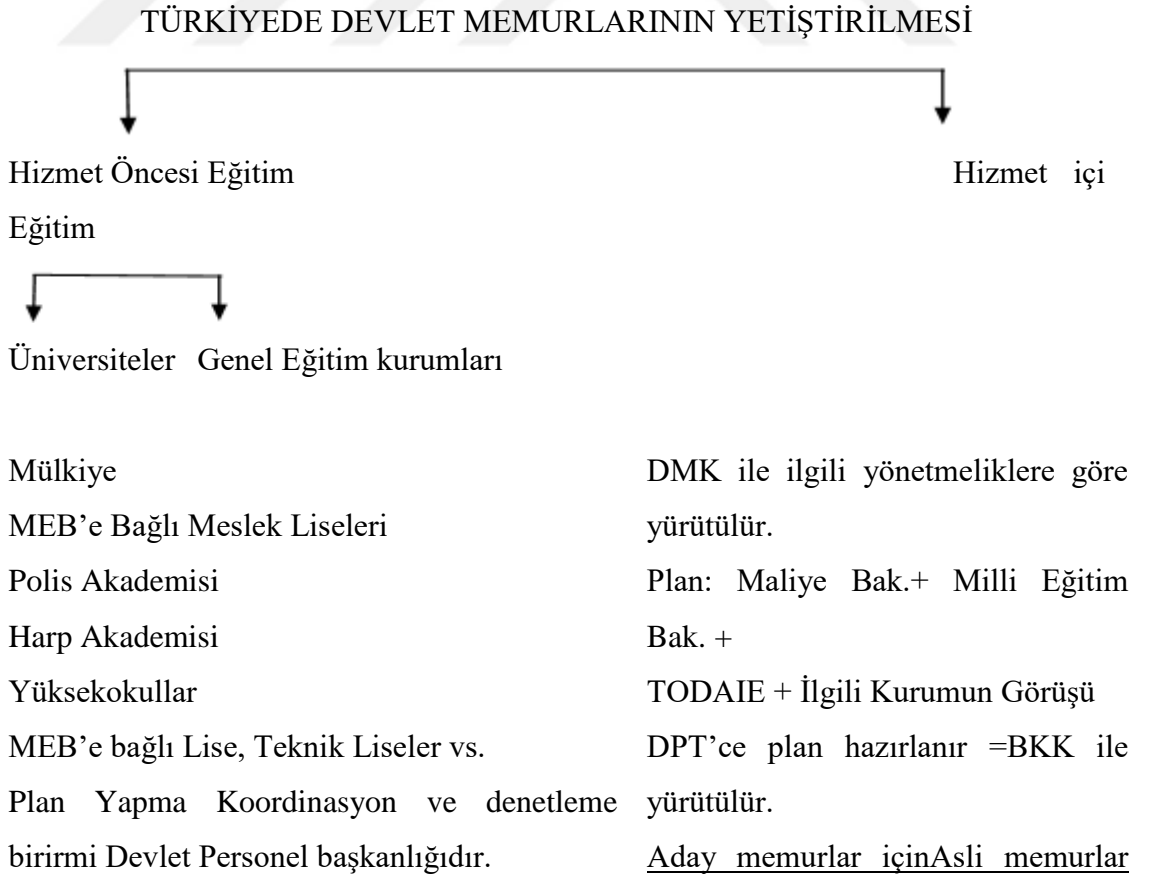 TÜRKİYEDE DEVLET MEMURLARININ YETİŞTİRİLMESİ
Hizmet Öncesi Eğitim Hizmet içi
Eğitim
Üniversiteler Genel Eğitim kurumları
Mülkiye
MEB’e Bağlı Meslek Liseleri
Polis Akademisi
Harp Akademisi
Yüksekokullar
MEB’e bağlı Lise, Teknik Liseler vs.
Plan Yapma Koordinasyon ve denetleme
birirmi Devlet Personel başkanlığıdır.
DMK ile ilgili yönetmeliklere göre
yürütülür.
Plan: Maliye Bak.+ Milli Eğitim
Bak. +
TODAIE + İlgili Kurumun Görüşü
DPT’ce plan hazırlanır =BKK ile
yürütülür.
Aday memurlar içinAsli memurlar